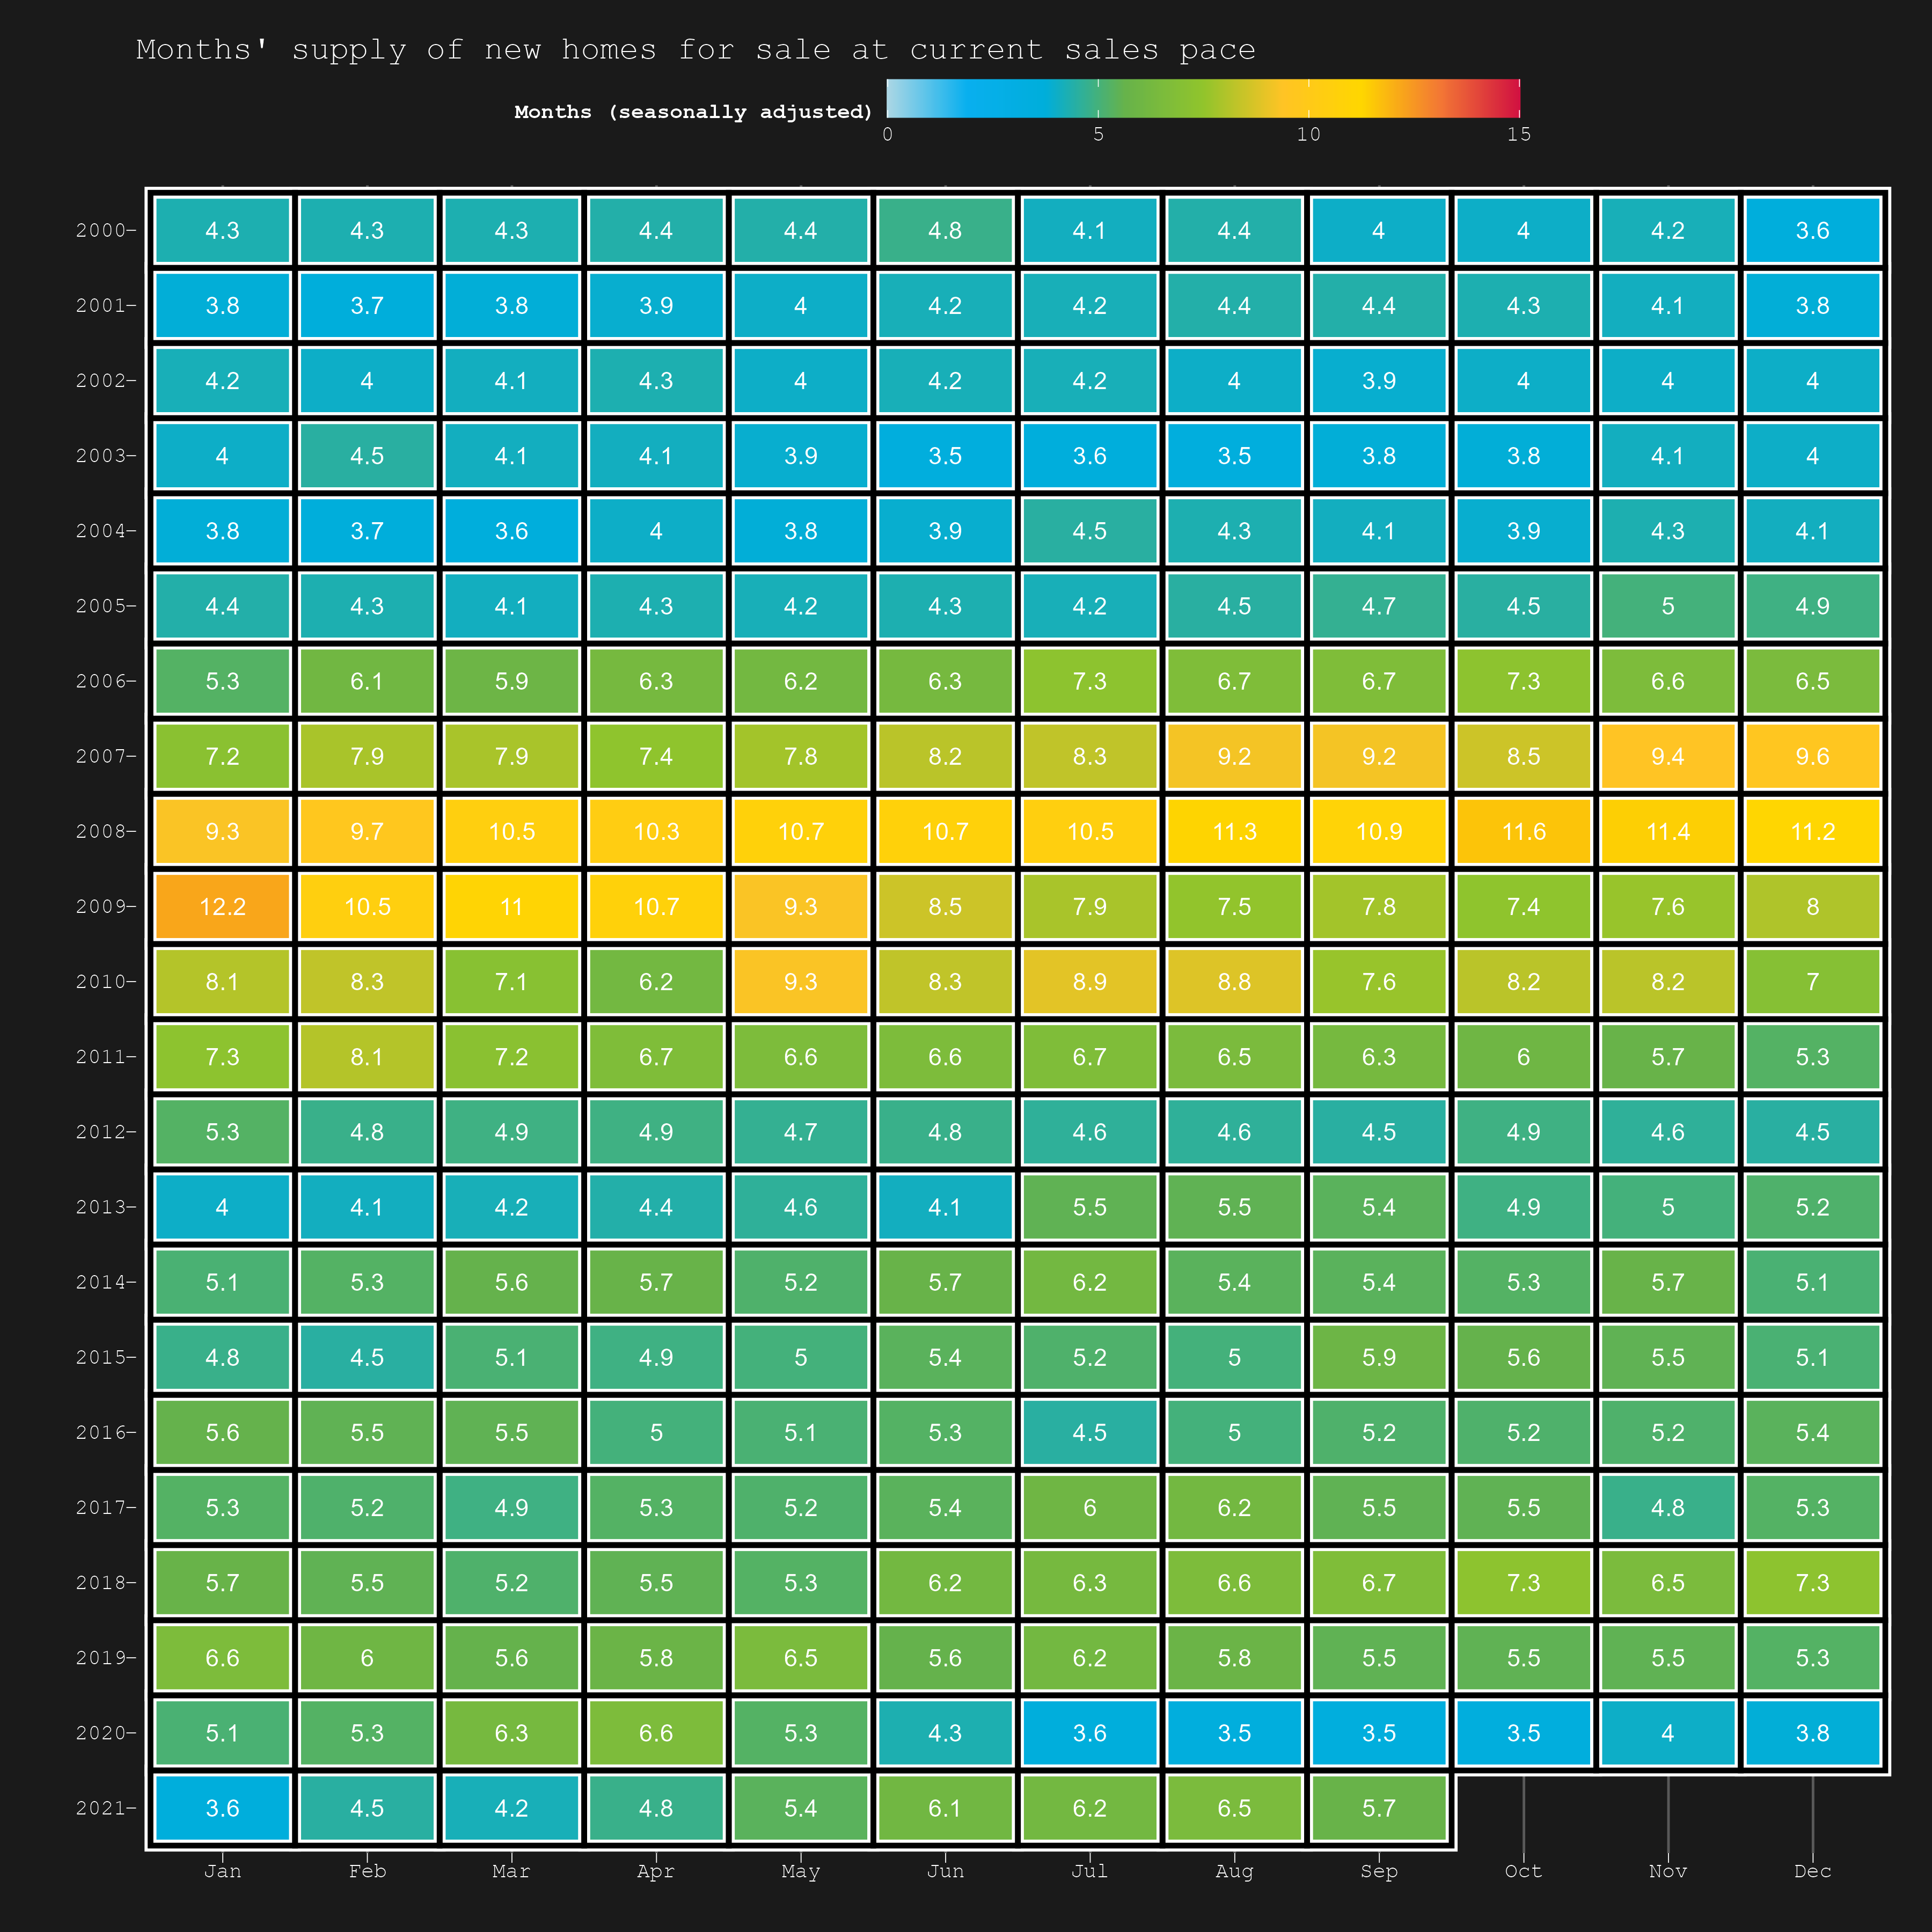 Months' supply of new homes for sale at current sales pace
Months (seasonally adjusted)
0 5 10 15
2000 4.3 4.3 4.3 4.4 4.4 4.8 4.1 4.4 4 4 4.2 3.6
2001 3.8 3.7 3.8 3.9 4 4.2 4.2 4.4 4.4 4.3 4.1 3.8
2002 4.2 4 4.1 4.3 4 4.2 4.2 4 3.9 4 4 4
2003 4 4.5 4.1 4.1 3.9 3.5 3.6 3.5 3.8 3.8 4.1 4
2004 3.8 3.7 3.6 4 3.8 3.9 4.5 4.3 4.1 3.9 4.3 4.1
2005 4.4 4.3 4.1 4.3 4.2 4.3 4.2 4.5 4.7 4.5 5 4.9
2006 5.3 6.1 5.9 6.3 6.2 6.3 7.3 6.7 6.7 7.3 6.6 6.5
2007 7.2 7.9 7.9 7.4 7.8 8.2 8.3 9.2 9.2 8.5 9.4 9.6
2008 9.3 9.7 10.5 10.3 10.7 10.7 10.5 11.3 10.9 11.6 11.4 11.2
2009 12.2 10.5 11 10.7 9.3 8.5 7.9 7.5 7.8 7.4 7.6 8
2010 8.1 8.3 7.1 6.2 9.3 8.3 8.9 8.8 7.6 8.2 8.2 7
2011 7.3 8.1 7.2 6.7 6.6 6.6 6.7 6.5 6.3 6 5.7 5.3
2012 5.3 4.8 4.9 4.9 4.7 4.8 4.6 4.6 4.5 4.9 4.6 4.5
2013 4 4.1 4.2 4.4 4.6 4.1 5.5 5.5 5.4 4.9 5 5.2
2014 5.1 5.3 5.6 5.7 5.2 5.7 6.2 5.4 5.4 5.3 5.7 5.1
2015 4.8 4.5 5.1 4.9 5 5.4 5.2 5 5.9 5.6 5.5 5.1
2016 5.6 5.5 5.5 5 5.1 5.3 4.5 5 5.2 5.2 5.2 5.4
2017 5.3 5.2 4.9 5.3 5.2 5.4 6 6.2 5.5 5.5 4.8 5.3
2018 5.7 5.5 5.2 5.5 5.3 6.2 6.3 6.6 6.7 7.3 6.5 7.3
2019 6.6 6 5.6 5.8 6.5 5.6 6.2 5.8 5.5 5.5 5.5 5.3
2020 5.1 5.3 6.3 6.6 5.3 4.3 3.6 3.5 3.5 3.5 4 3.8
2021 3.6 4.5 4.2 4.8 5.4 6.1 6.2 6.5 5.7
Jan Feb Mar Apr May Jun Jul Aug Sep Oct Nov Dec